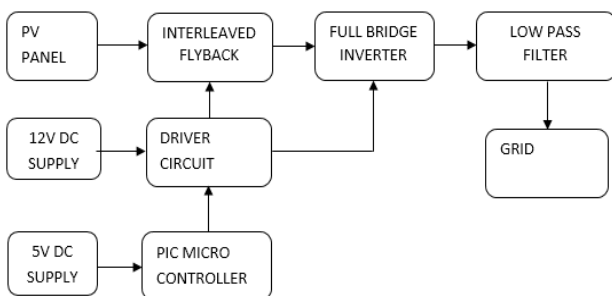 PV
PANEL
INTERLEAVED
FLYBACK
FULL BRIDGE
INVERTER
LOW PASS
FILTER
12V DC
SUPPLY
DRIVER
CIRCUIT
GRID
5V DC
SUPPLY
PIC MICRO
CONTROLLER